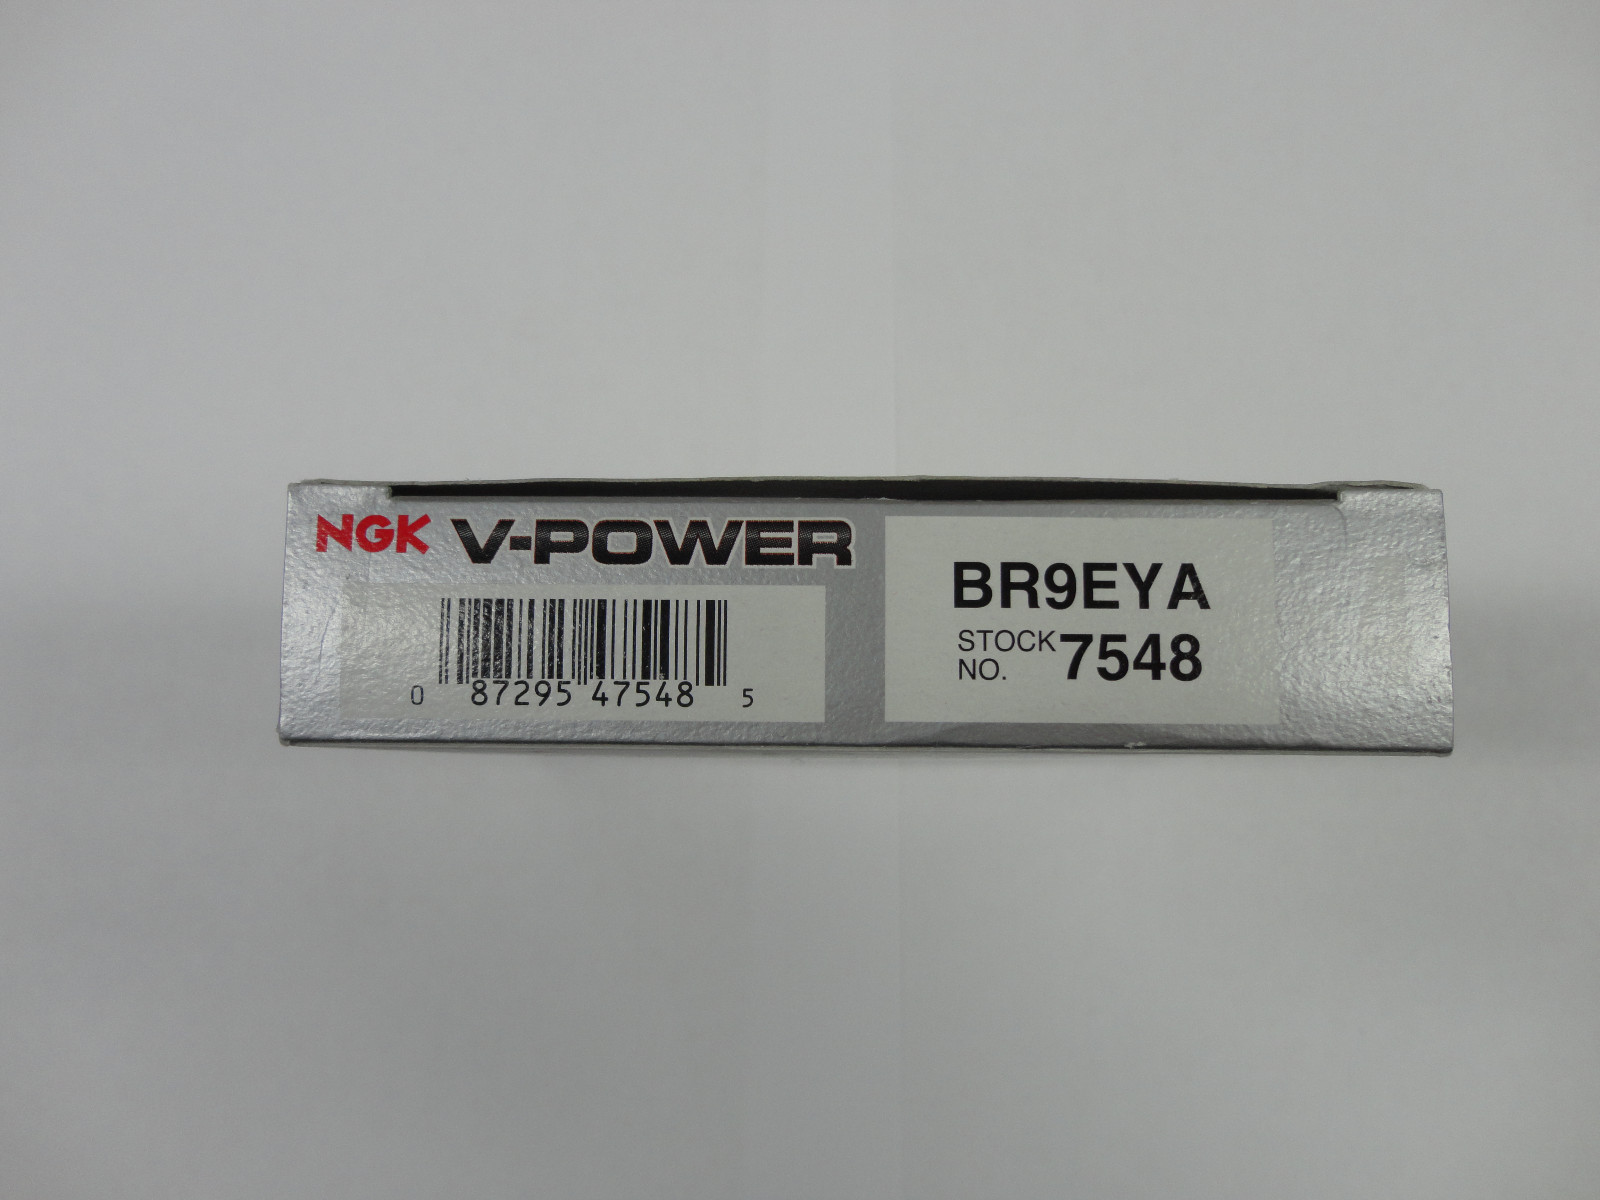 NGK V-POWER
0 87295 47548 5
BR9EYA
STOCK NO. 7548